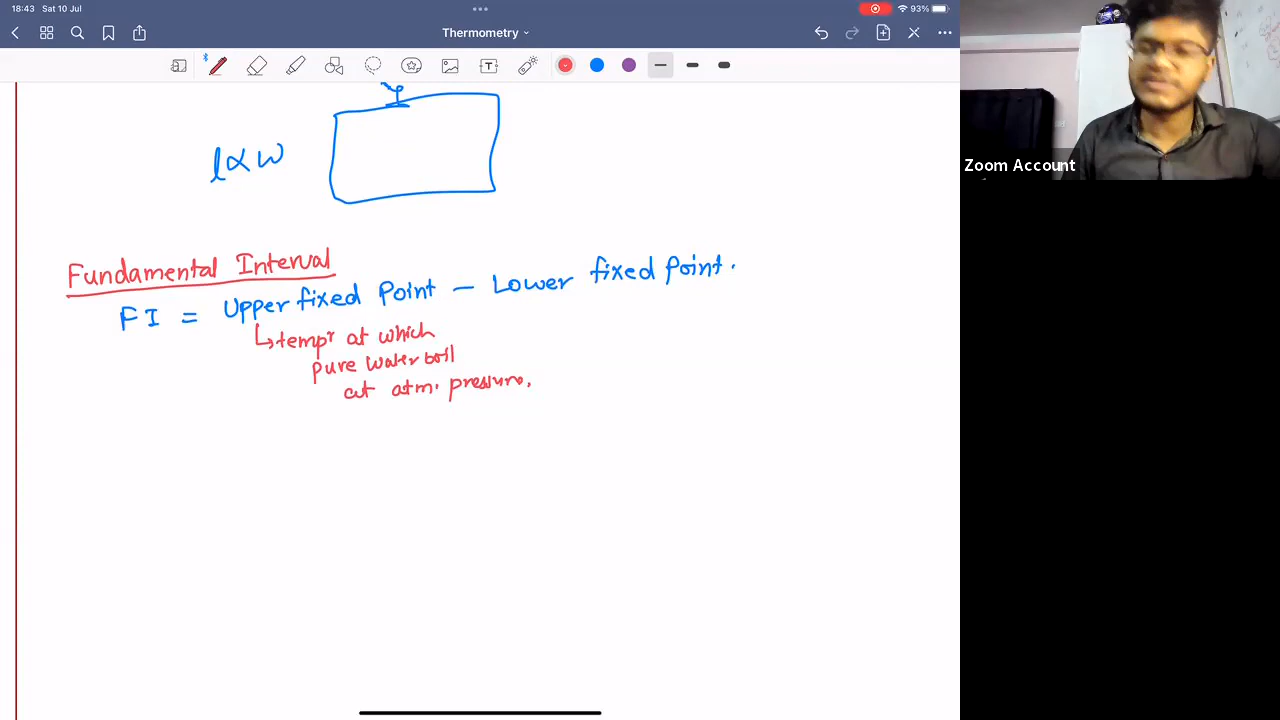 18:43 Sat 10 Jul
93%
Thermometry
T
Zoom Account
l ∝ w
Fundamental Interval
FI = Upper fixed Point — Lower fixed Point.
↳ tempr at which
pure water boil
at atm. pressure.